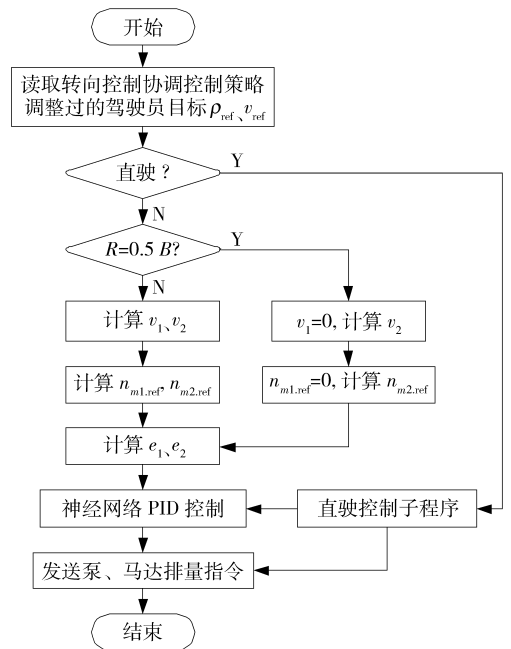 开始
读取转向控制协调控制策略
调整过的驾驶员目标 ρref、vref
直驶？
Y
N
R=0.5 B?
Y
N
计算 v1、v2
v1=0, 计算 v2
计算 nm1.ref, nm2.ref
nm1.ref=0, 计算 nm2.ref
计算 e1、e2
神经网络 PID 控制
直驶控制子程序
发送泵、马达排量指令
结束